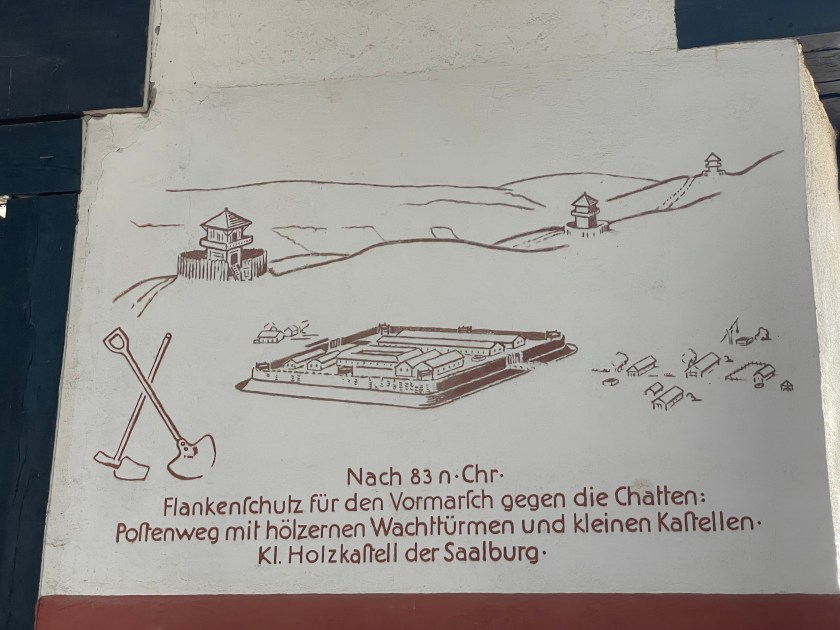 Nach 83 n. Chr.
Flankenſchutz für den Vormarſch gegen die Chatten:
Poſtenweg mit hölzernen Wachttürmen und kleinen Kaſtellen.
Kl. Holzkaſtell der Saalburg.